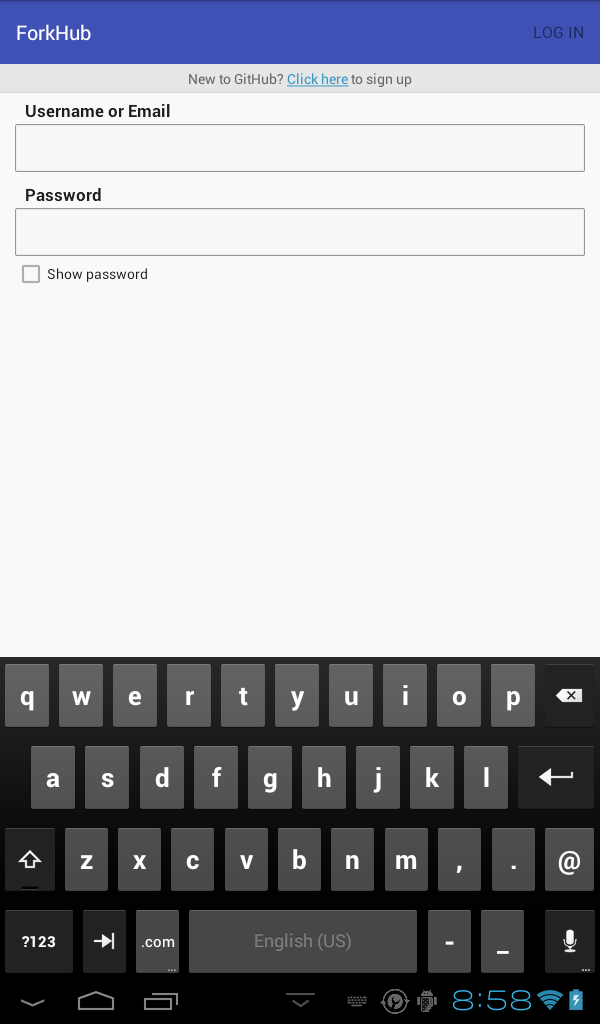 ForkHub LOG IN
New to GitHub? Click here to sign up
Username or Email
Password
Show password
q w e r t y u i o p
a s d f g h j k l
z x c v b n m , . @
?123 .com English (US) - _
8:58